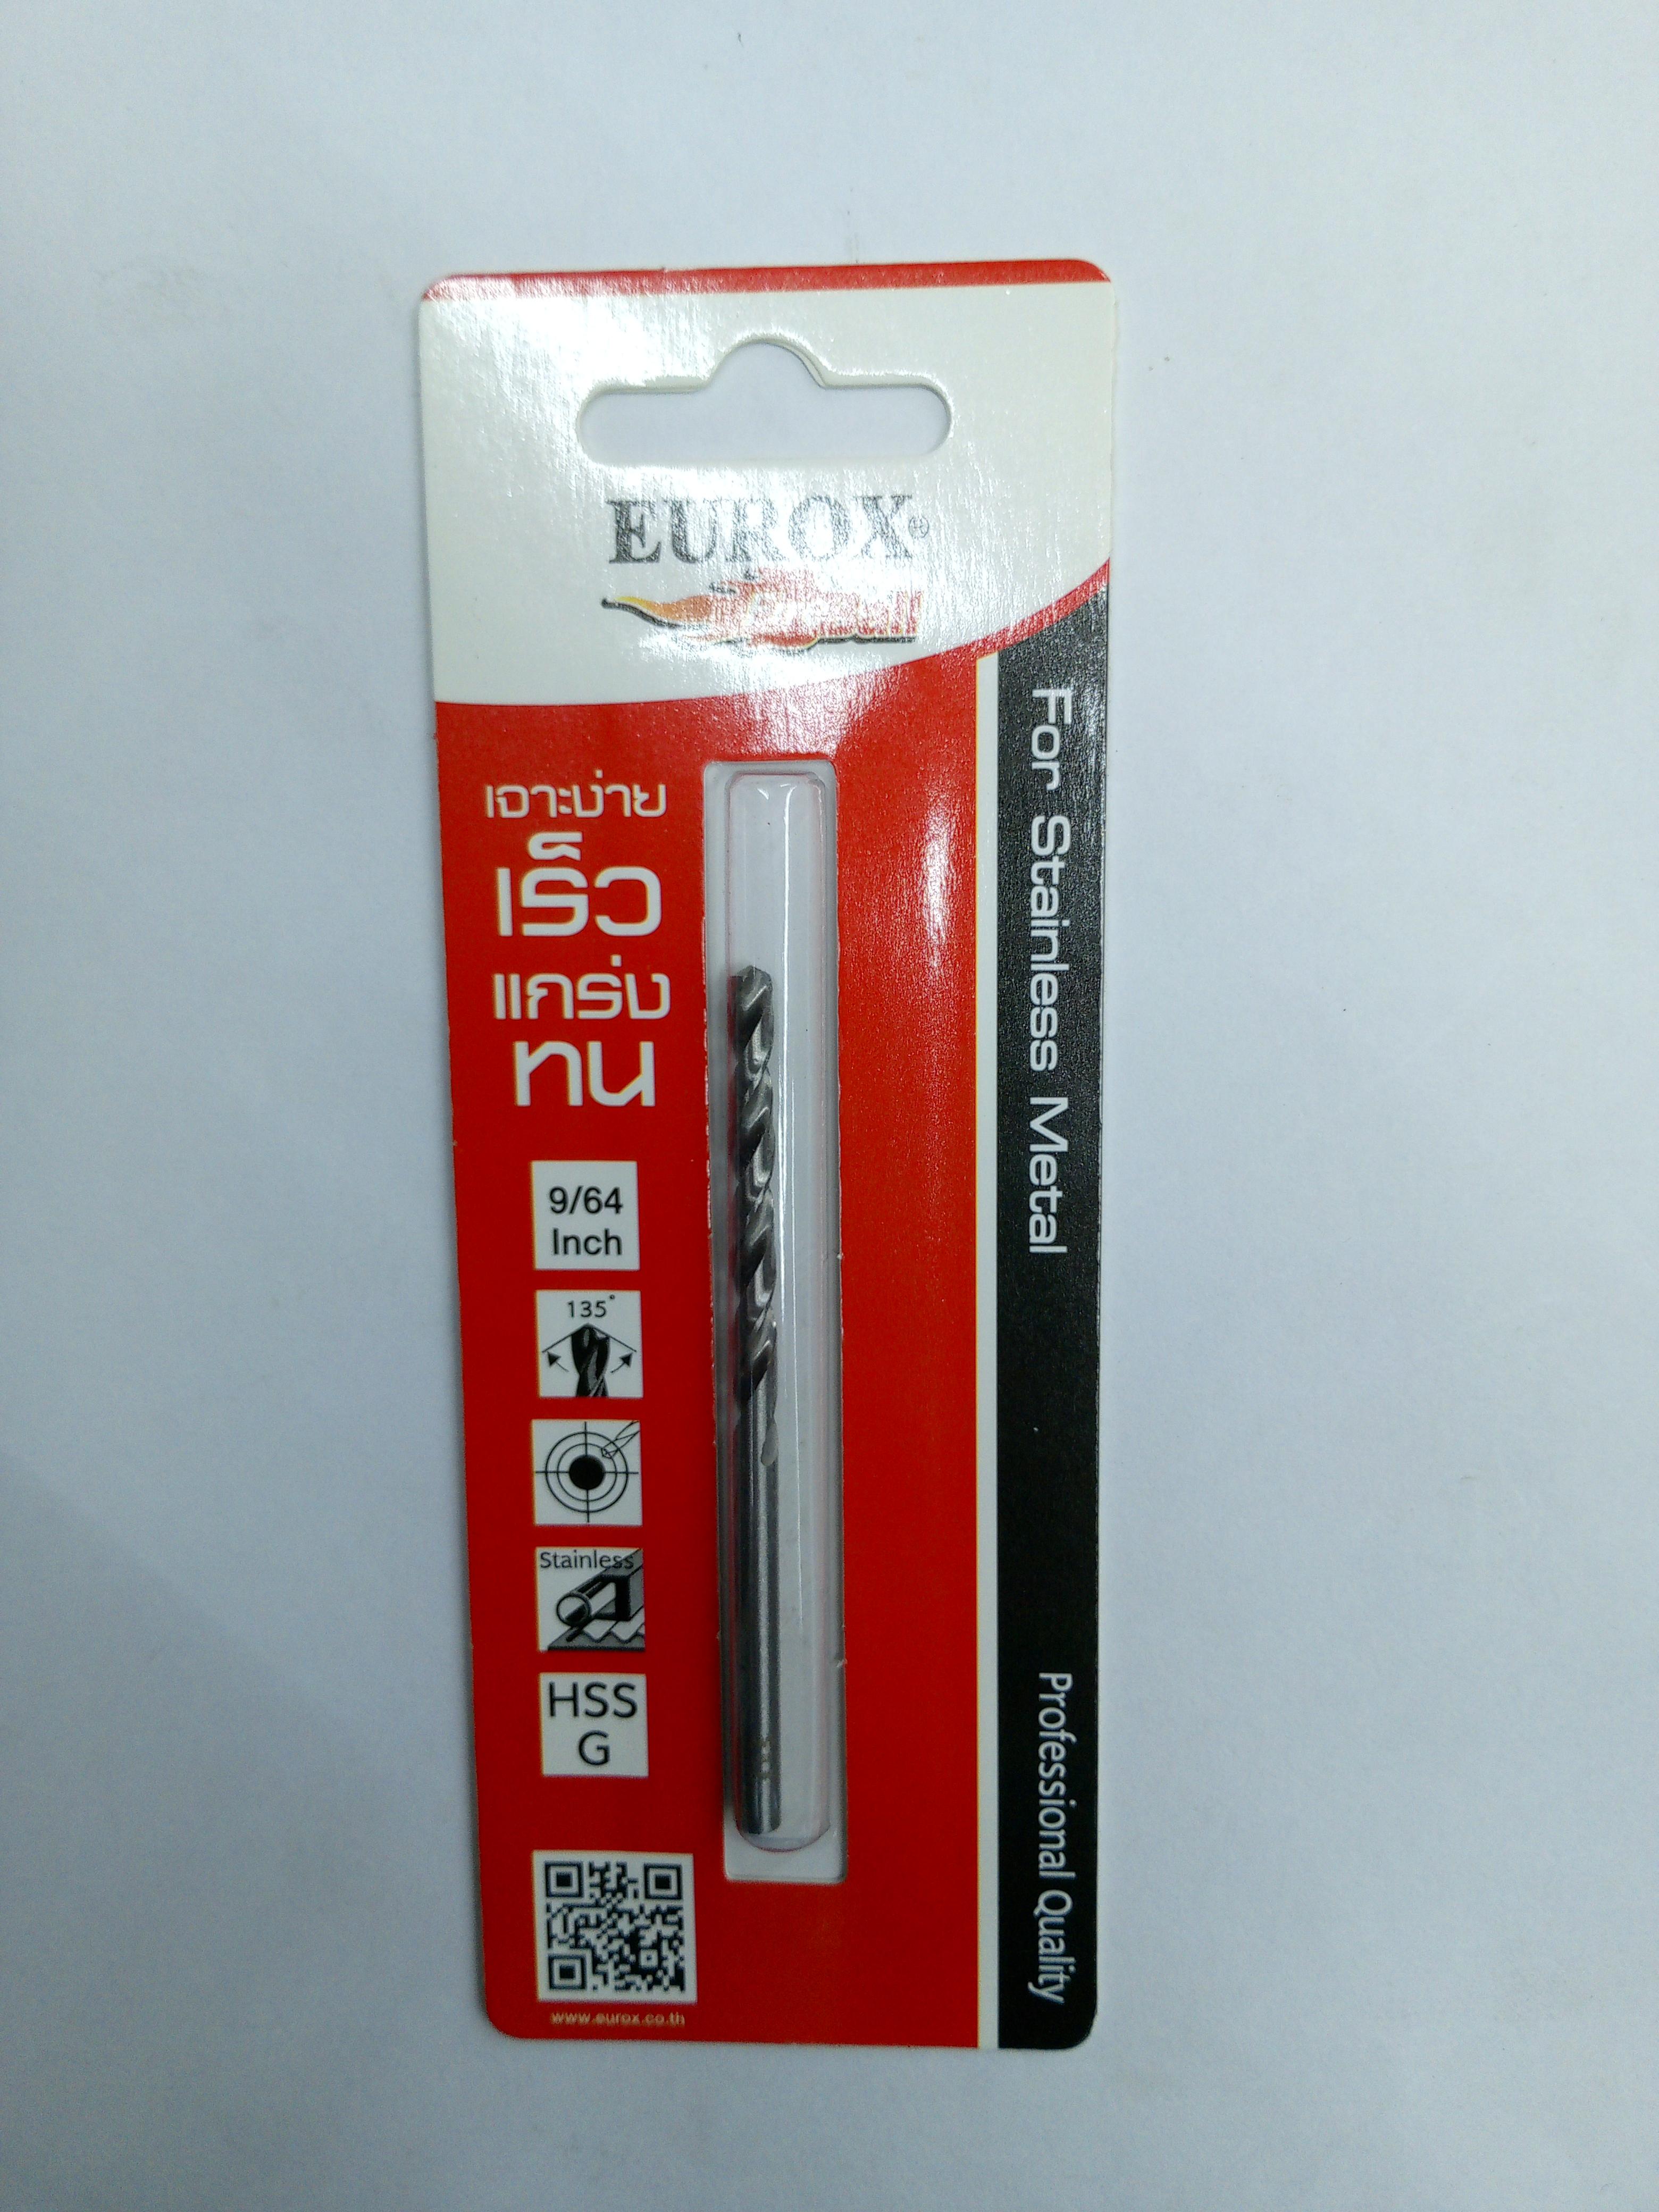 EUROX®
เจาะง่าย
เร็ว
แกร่ง
ทน
9/64
Inch
135°
Stainless
HSS
G
www.eurox.co.th
For Stainless Metal
Professional Quality